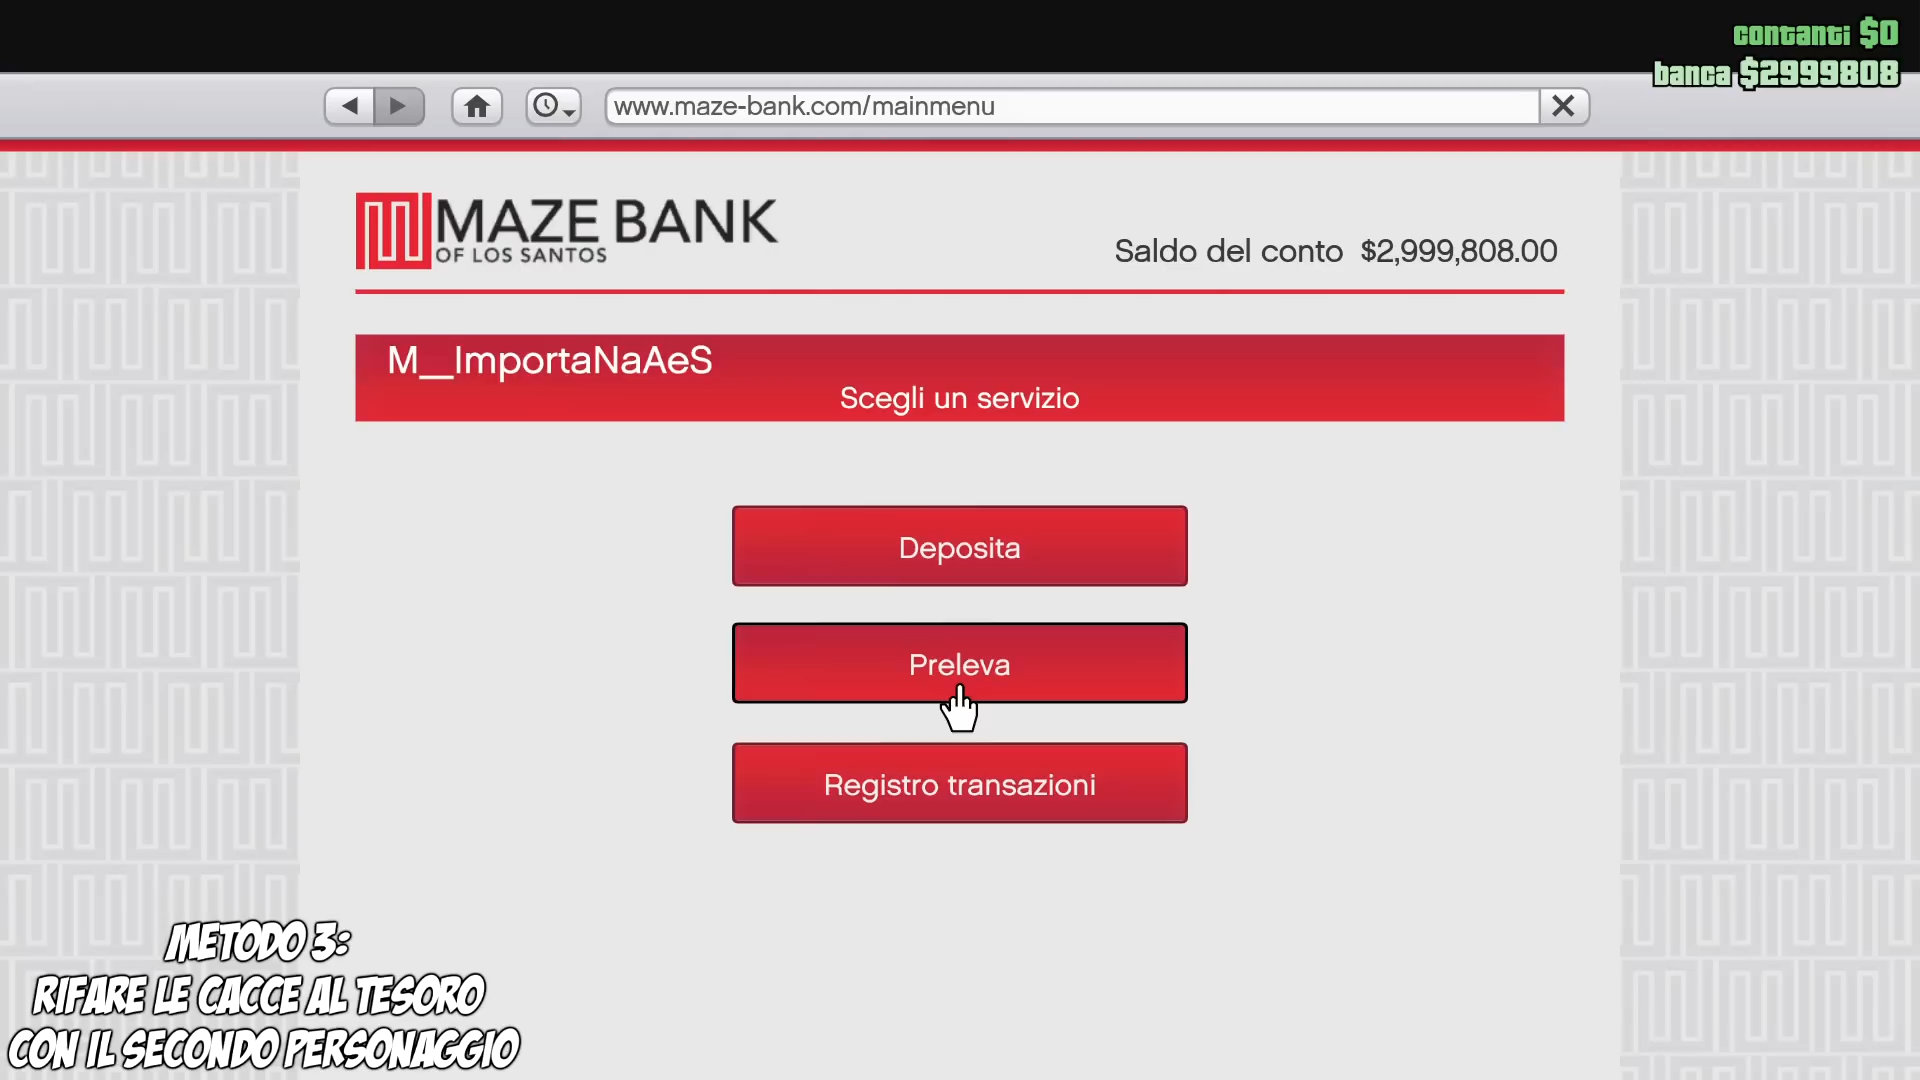 contanti $0
banca $2999808
www.maze-bank.com/mainmenu
MAZE BANK
OF LOS SANTOS
Saldo del conto $2,999,808.00
M__ImportaNaAeS
Scegli un servizio
Deposita
Preleva
Registro transazioni
METODO 3:
RIFARE LE CACCE AL TESORO
CON IL SECONDO PERSONAGGIO